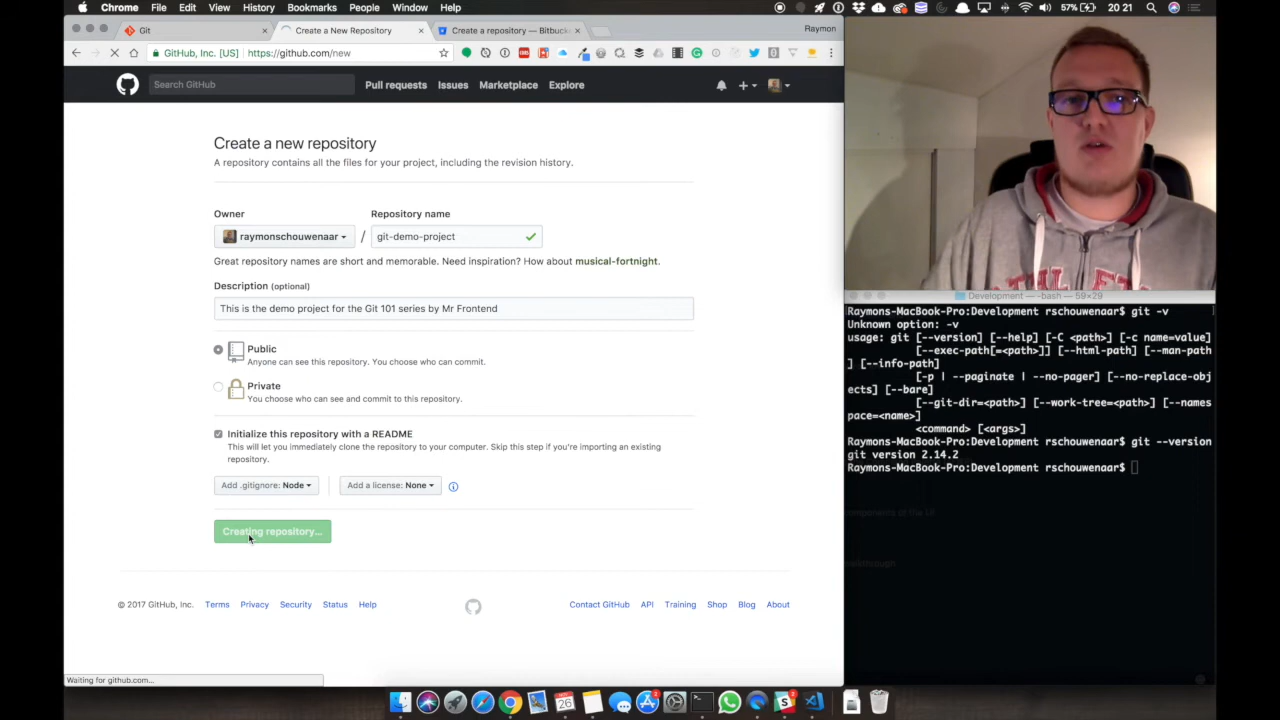 Chrome File Edit View History Bookmarks People Window Help
57% 20 21
Git
Create a New Repository
Create a repository — Bitbuck
Raymon
GitHub, Inc. [US] https://github.com/new
Search GitHub
Pull requests Issues Marketplace Explore
Create a new repository
A repository contains all the files for your project, including the revision history.
Owner Repository name
raymonschouwenaar / git-demo-project
Great repository names are short and memorable. Need inspiration? How about musical-fortnight.
Description (optional)
This is the demo project for the Git 101 series by Mr Frontend
Public
Anyone can see this repository. You choose who can commit.
Private
You choose who can see and commit to this repository.
Initialize this repository with a README
This will let you immediately clone the repository to your computer. Skip this step if you're importing an existing
repository.
Add .gitignore: Node Add a license: None
Creating repository...
© 2017 GitHub, Inc. Terms Privacy Security Status Help
Contact GitHub API Training Shop Blog About
Waiting for github.com...
Development — -bash — 59×29
Raymons-MacBook-Pro:Development rschouwenaar$ git -v
Unknown option: -v
usage: git [--version] [--help] [-C <path>] [-c name=value]
[--exec-path[=<path>]] [--html-path] [--man-path
] [--info-path]
[-p | --paginate | --no-pager] [--no-replace-obj
ects] [--bare]
[--git-dir=<path>] [--work-tree=<path>] [--names
pace=<name>]
<command> [<args>]
Raymons-MacBook-Pro:Development rschouwenaar$ git --version
git version 2.14.2
Raymons-MacBook-Pro:Development rschouwenaar$